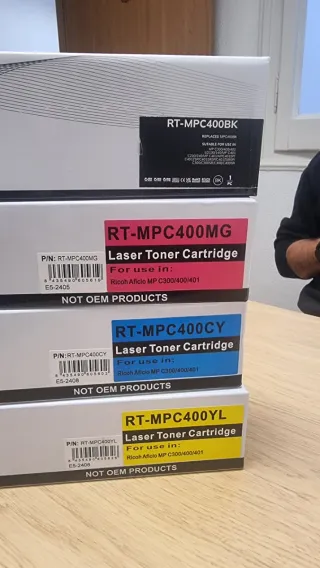 RT-MPC400BK
SUITABLE FOR USE IN
BK
1
PC
RT-MPC400MG
Laser Toner Cartridge
P/N: RT-MPC400MG
For use in:
Ricoh Aficio MP C300/400/401
E5-2405
NOT OEM PRODUCTS
RT-MPC400CY
Laser Toner Cartridge
P/N: RT-MPC400CY
For use in:
Ricoh Aficio MP C300/400/401
E5-2408
NOT OEM PRODUCTS
RT-MPC400YL
Laser Toner Cartridge
P/N: RT-MPC400YL
For use in:
Ricoh Aficio MP C300/400/401
E5-2408
NOT OEM PRODUCTS